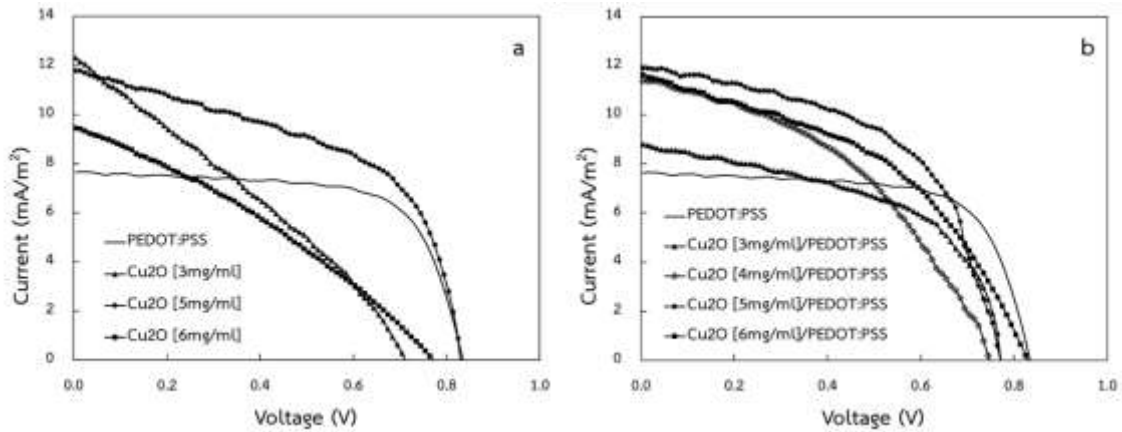 a
14
12
10
8
6
4
2
0
Current (mA/m²)
PEDOT:PSS
Cu2O [3mg/ml]
Cu2O [5mg/ml]
Cu2O [6mg/ml]
0.0 0.2 0.4 0.6 0.8 1.0
Voltage (V)
b
14
12
10
8
6
4
2
0
Current (mA/m²)
PEDOT:PSS
Cu2O [3mg/ml]/PEDOT:PSS
Cu2O [4mg/ml]/PEDOT:PSS
Cu2O [5mg/ml]/PEDOT:PSS
Cu2O [6mg/ml]/PEDOT:PSS
0.0 0.2 0.4 0.6 0.8 1.0
Voltage (V)